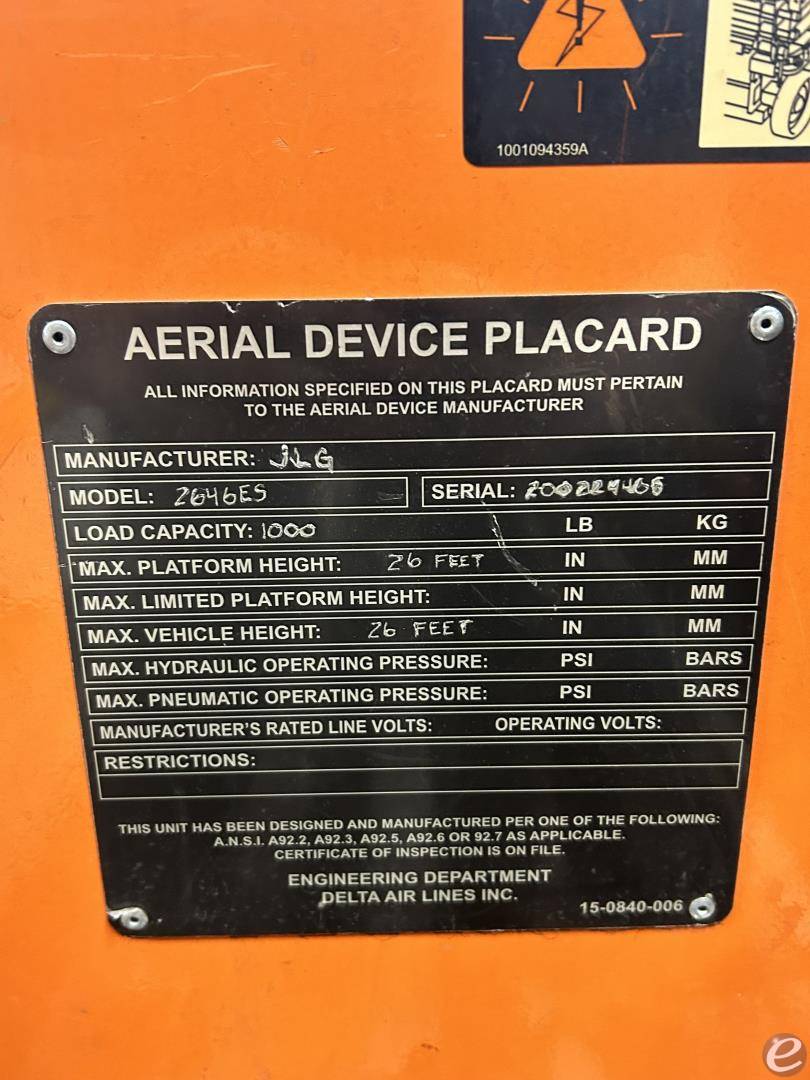 1001094359A
AERIAL DEVICE PLACARD
ALL INFORMATION SPECIFIED ON THIS PLACARD MUST PERTAIN
TO THE AERIAL DEVICE MANUFACTURER
MANUFACTURER: JLG
MODEL: 2646ES SERIAL:
LOAD CAPACITY: 1000 LB KG
MAX. PLATFORM HEIGHT: 26 FEET IN MM
MAX. LIMITED PLATFORM HEIGHT: IN MM
MAX. VEHICLE HEIGHT: 26 FEET IN MM
MAX. HYDRAULIC OPERATING PRESSURE: PSI BARS
MAX. PNEUMATIC OPERATING PRESSURE: PSI BARS
MANUFACTURER'S RATED LINE VOLTS: OPERATING VOLTS:
RESTRICTIONS:
THIS UNIT HAS BEEN DESIGNED AND MANUFACTURED PER ONE OF THE FOLLOWING:
A.N.S.I. A92.2, A92.3, A92.5, A92.6 OR 92.7 AS APPLICABLE.
CERTIFICATE OF INSPECTION IS ON FILE.
ENGINEERING DEPARTMENT
DELTA AIR LINES INC.
15-0840-006
e